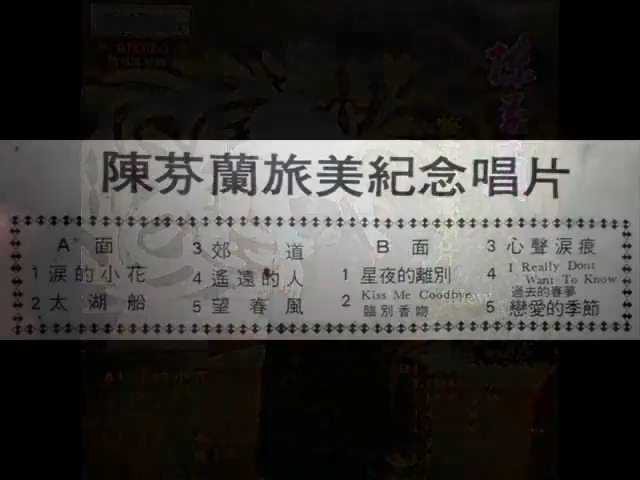 STEREO
陳芬蘭旅美紀念唱片
A 面
1 淚的小花
2 太湖船
3 郊道
4 遙遠的人
5 望春風
B 面
1 星夜的離別
2 Kiss Me Coodbye
臨別香吻
3 心聲淚痕
4 I Really Dont
Want To Know
過去的春夢
5 戀愛的季節